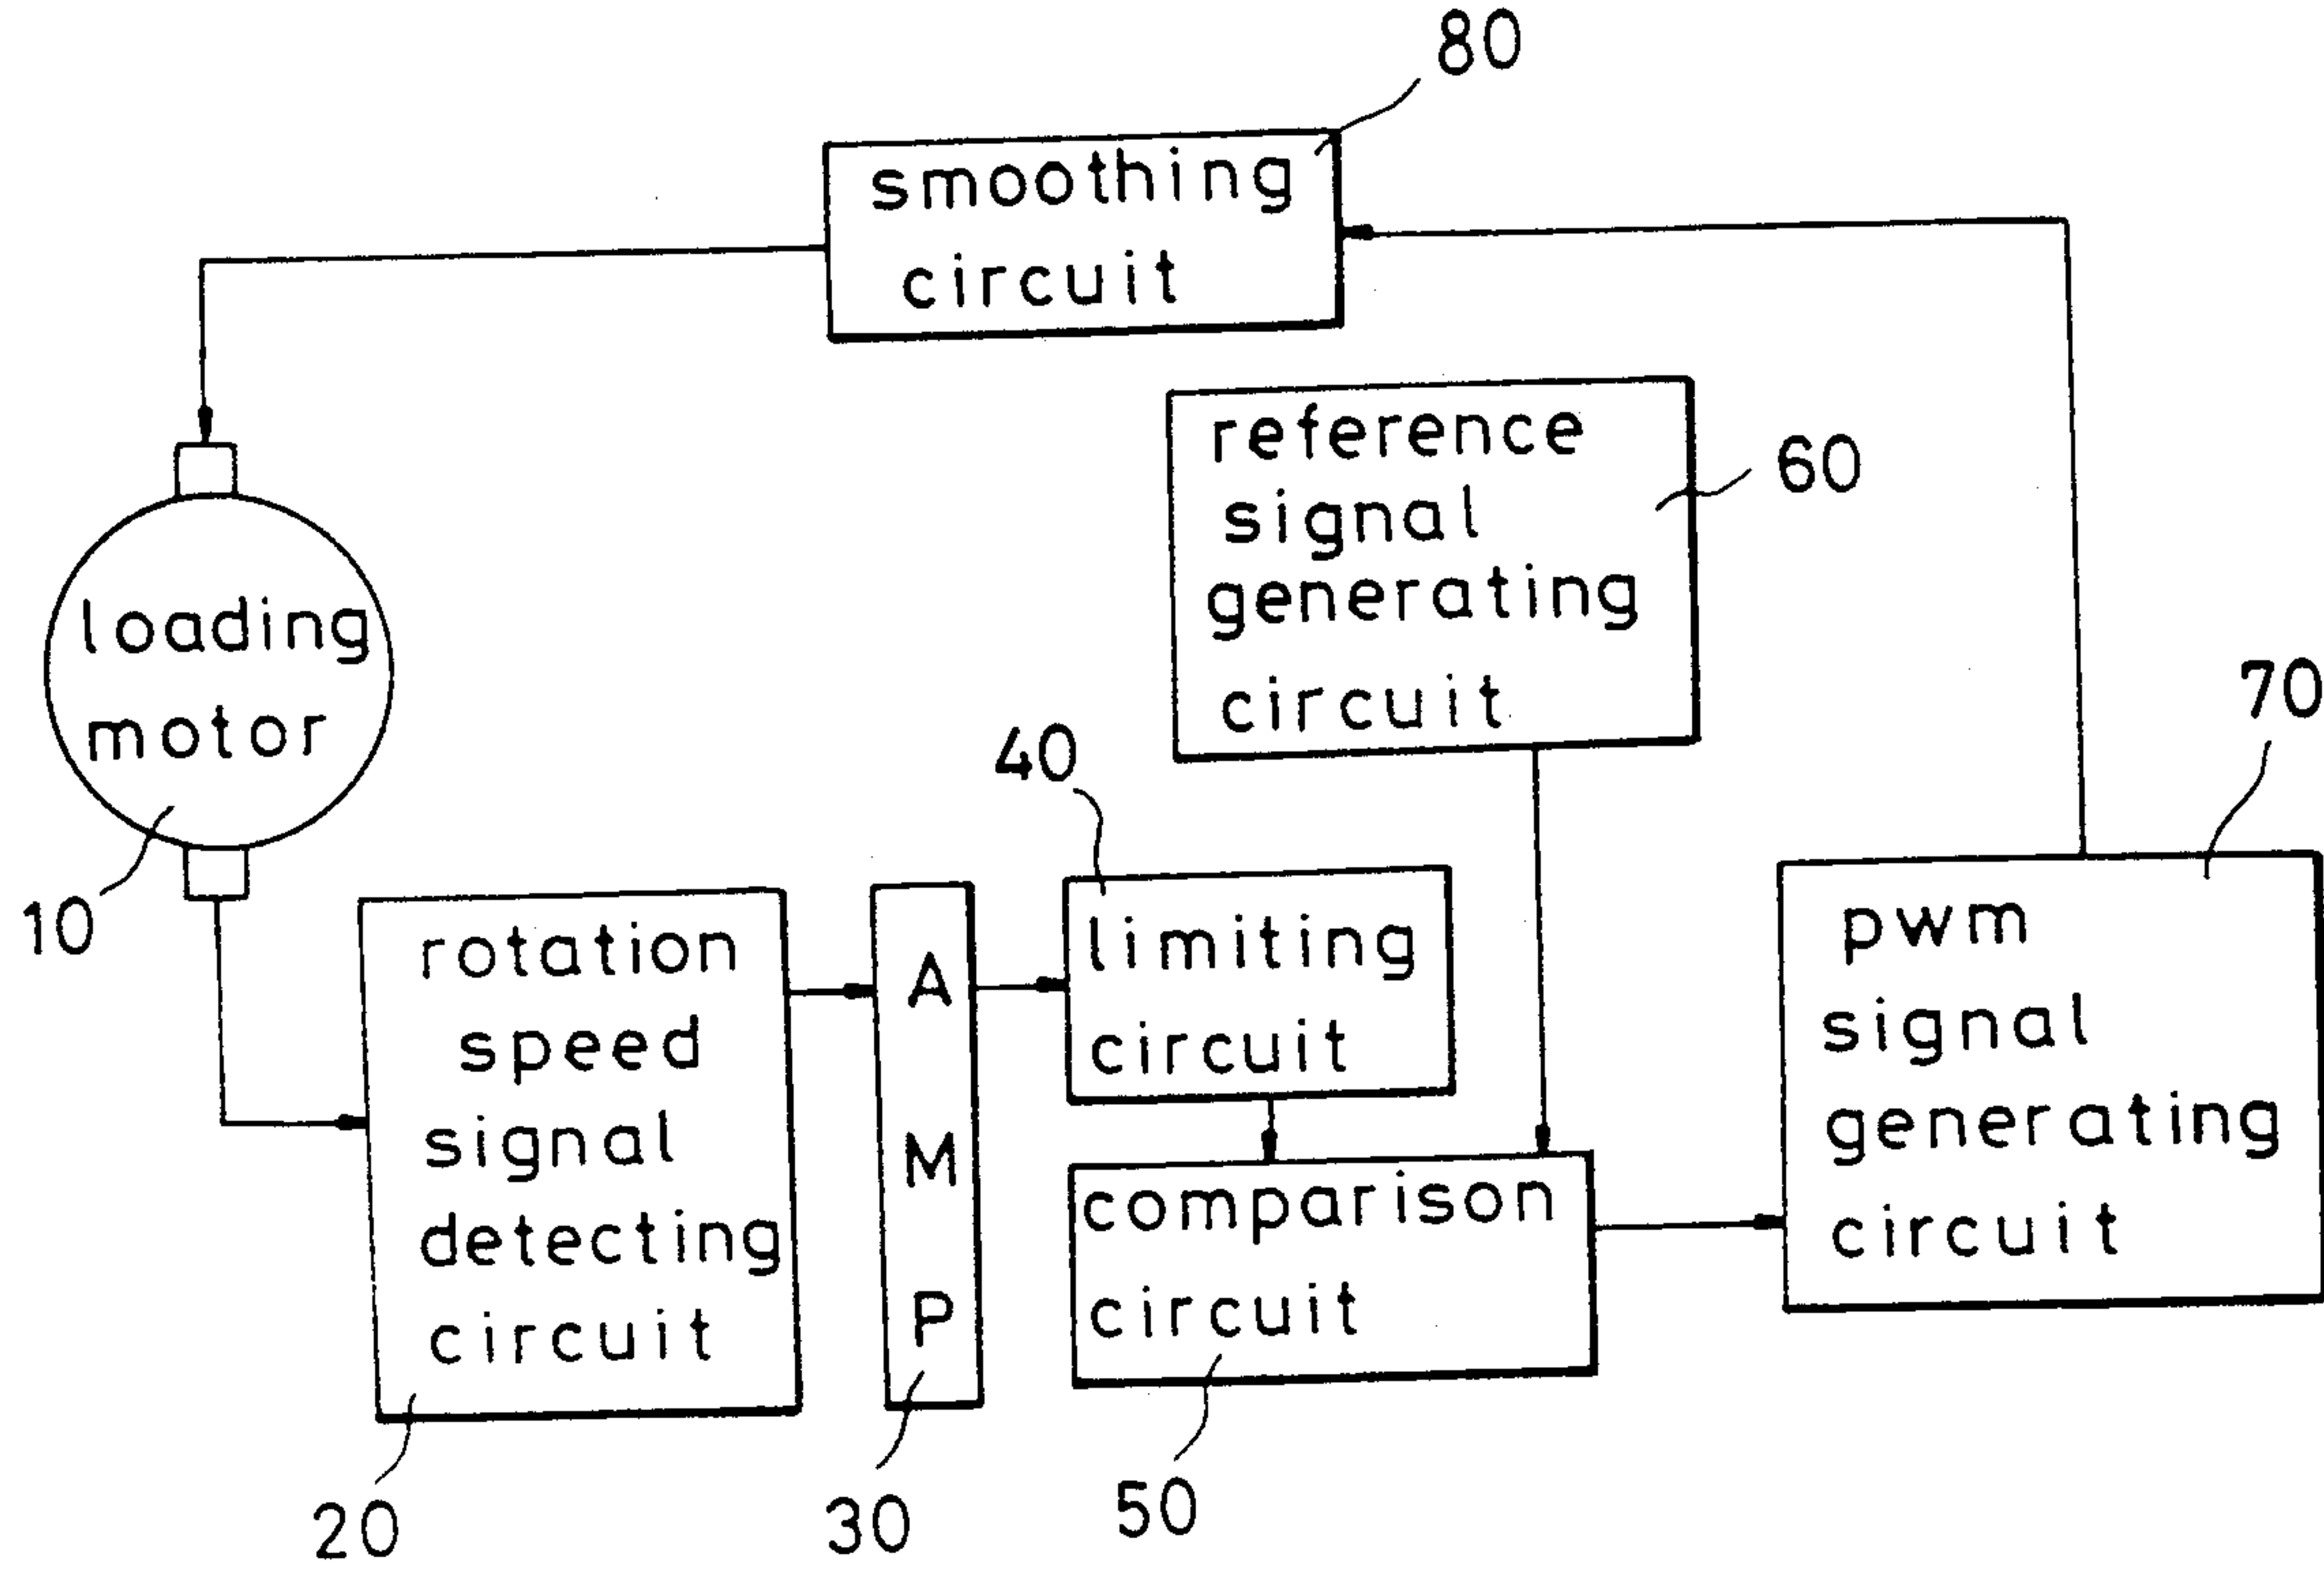 80
smoothing
circuit
reference
signal
generating
circuit
60
loading
motor
10
70
40
limiting
circuit
rotation
speed
signal
detecting
circuit
20
A
M
P
30
comparison
circuit
50
pwm
signal
generating
circuit